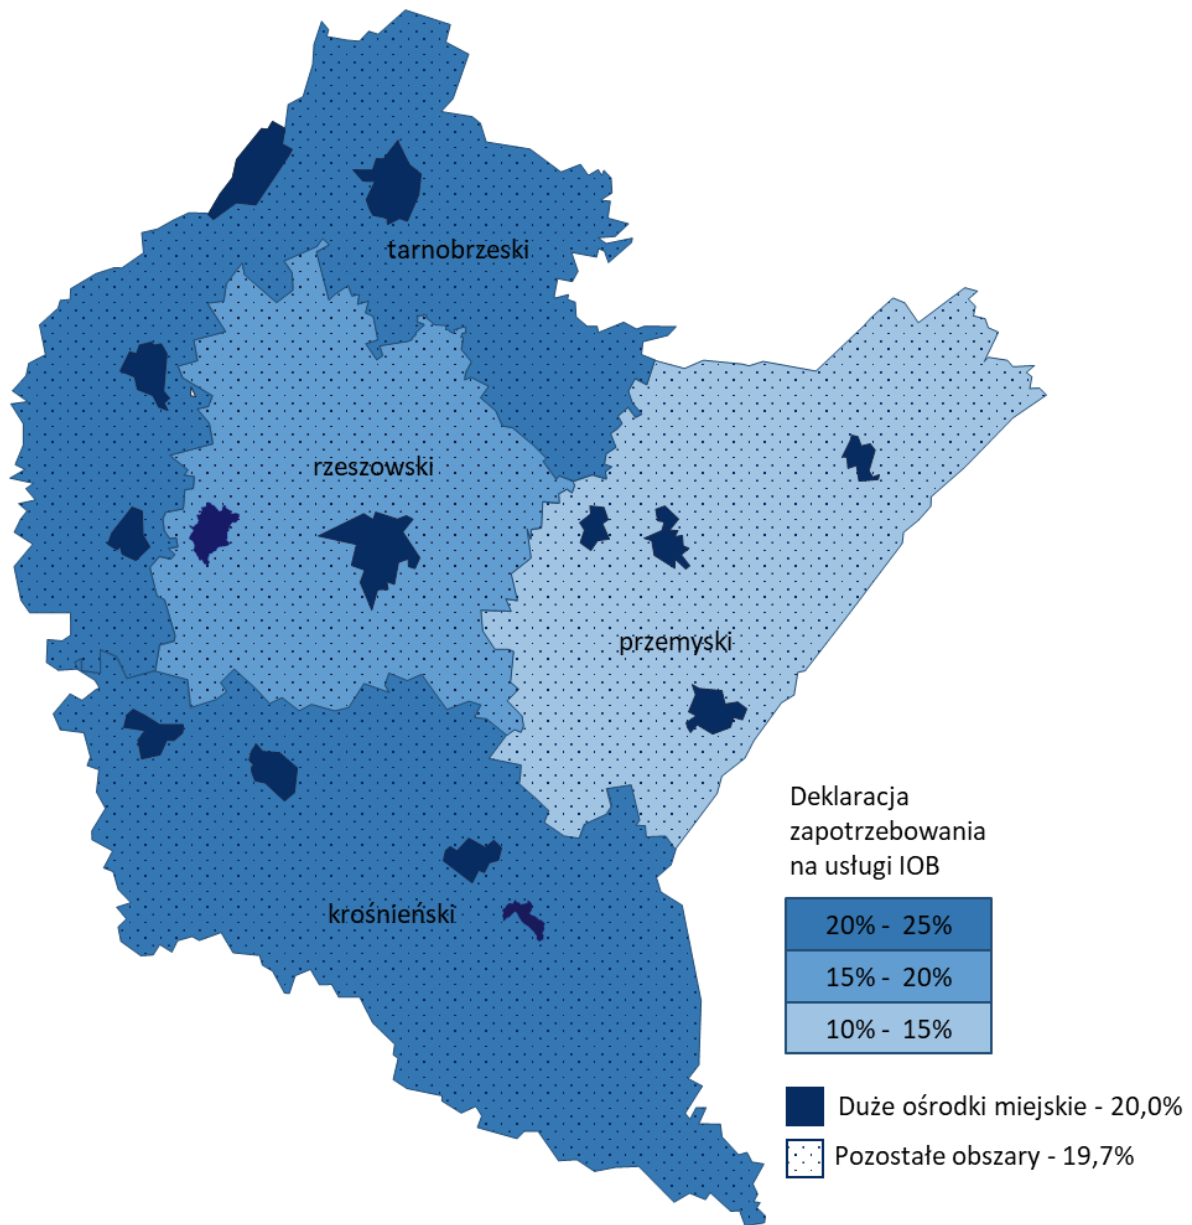 tarnobrzeski
rzeszowski
przemyski
krośnieński
Deklaracja
zapotrzebowania
na usługi IOB
20% - 25%
15% - 20%
10% - 15%
Duże ośrodki miejskie - 20,0%
Pozostałe obszary - 19,7%